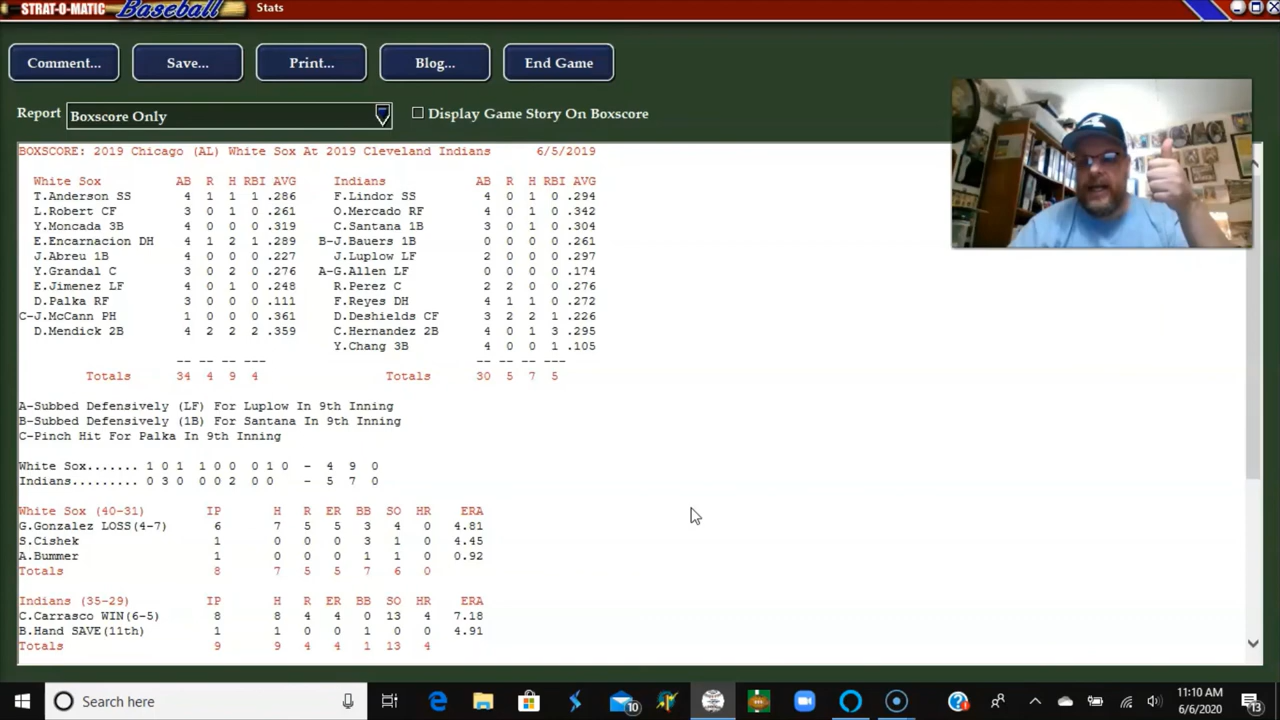 STRAT-O-MATIC Baseball Stats
Comment... Save... Print... Blog... End Game
Report Boxscore Only Display Game Story On Boxscore
BOXSCORE: 2019 Chicago (AL) White Sox At 2019 Cleveland Indians 6/5/2019
White Sox AB R H RBI AVG Indians AB R H RBI AVG
T.Anderson SS 4 1 1 1 .286 F.Lindor SS 4 0 1 0 .294
L.Robert CF 3 0 1 0 .261 O.Mercado RF 4 0 1 0 .342
Y.Moncada 3B 4 0 0 0 .319 C.Santana 1B 3 0 1 0 .304
E.Encarnacion DH 4 1 2 1 .289 B-J.Bauers 1B 0 0 0 0 .261
J.Abreu 1B 4 0 0 0 .227 J.Luplow LF 2 0 0 0 .297
Y.Grandal C 3 0 2 0 .276 A-G.Allen LF 0 0 0 0 .174
E.Jimenez LF 4 0 1 0 .248 R.Perez C 2 2 0 0 .276
D.Palka RF 3 0 0 0 .111 F.Reyes DH 4 1 1 0 .272
C-J.McCann PH 1 0 0 0 .361 D.Deshields CF 3 2 2 1 .226
D.Mendick 2B 4 2 2 2 .359 C.Hernandez 2B 4 0 1 3 .295
Y.Chang 3B 4 0 0 1 .105
-- -- -- --- -- -- -- ---
Totals 34 4 9 4 Totals 30 5 7 5
A-Subbed Defensively (LF) For Luplow In 9th Inning
B-Subbed Defensively (1B) For Santana In 9th Inning
C-Pinch Hit For Palka In 9th Inning
White Sox....... 1 0 1 1 0 0 0 1 0 - 4 9 0
Indians......... 0 3 0 0 0 2 0 0 - 5 7 0
White Sox (40-31) IP H R ER BB SO HR ERA
G.Gonzalez LOSS(4-7) 6 7 5 5 3 4 0 4.81
S.Cishek 1 0 0 0 3 1 0 4.45
A.Bummer 1 0 0 0 1 1 0 0.92
Totals 8 7 5 5 7 6 0
Indians (35-29) IP H R ER BB SO HR ERA
C.Carrasco WIN(6-5) 8 8 4 4 0 13 4 7.18
B.Hand SAVE(11th) 1 1 0 0 1 0 0 4.91
Totals 9 9 4 4 1 13 4
Search here 10 11:10 AM
6/6/2020 13